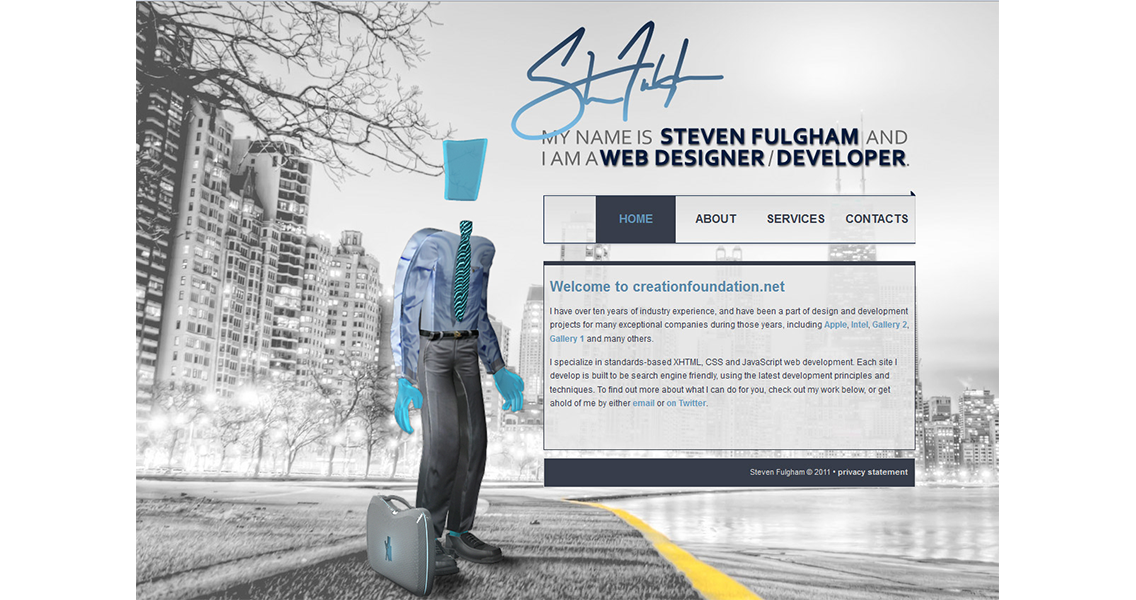 MY NAME IS STEVEN FULGHAM AND
I AM A WEB DESIGNER / DEVELOPER.
HOME ABOUT SERVICES CONTACTS
Welcome to creationfoundation.net
I have over ten years of industry experience, and have been a part of design and development
projects for many exceptional companies during those years, including Apple, Intel, Gallery 2,
Gallery 1 and many others.
I specialize in standards-based XHTML, CSS and JavaScript web development. Each site I
develop is built to be search engine friendly, using the latest development principles and
techniques. To find out more about what I can do for you, check out my work below, or get
ahold of me by either email or on Twitter.
Steven Fulgham © 2011 • privacy statement